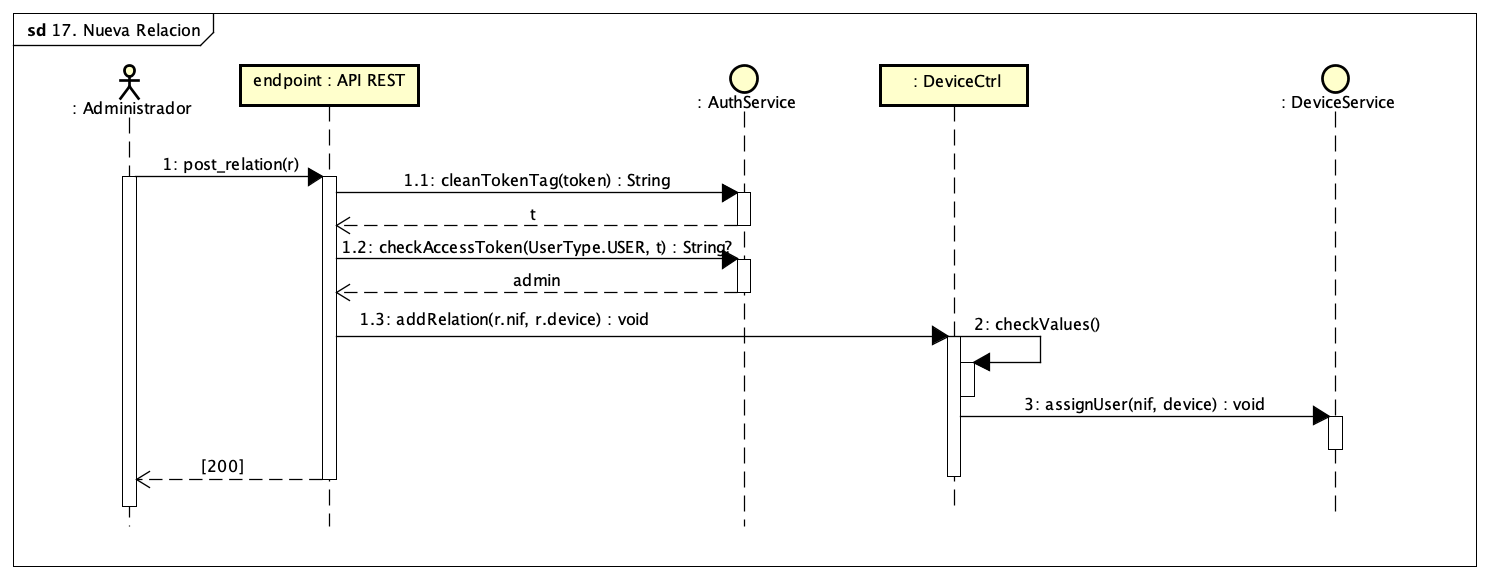 sd 17. Nueva Relacion
: Administrador
endpoint : API REST
: AuthService
: DeviceCtrl
: DeviceService
1: post_relation(r)
1.1: cleanTokenTag(token) : String
t
1.2: checkAccessToken(UserType.USER, t) : String?
admin
1.3: addRelation(r.nif, r.device) : void
2: checkValues()
3: assignUser(nif, device) : void
[200]